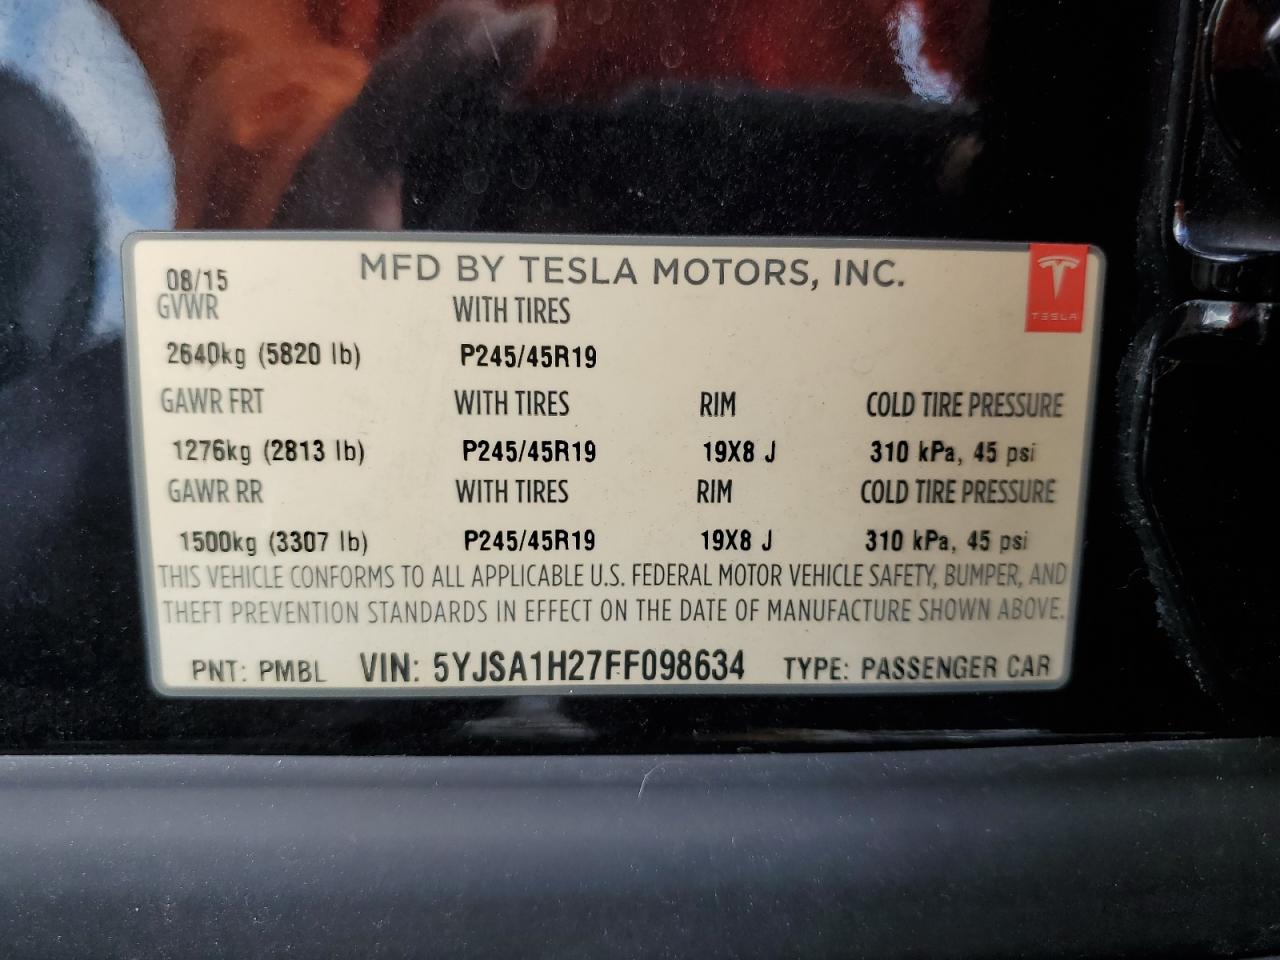 08/15 MFD BY TESLA MOTORS, INC.
TESLA
GVWR WITH TIRES
2640kg (5820 lb) P245/45R19
GAWR FRT WITH TIRES RIM COLD TIRE PRESSURE
1276kg (2813 lb) P245/45R19 19X8 J 310 kPa, 45 psi
GAWR RR WITH TIRES RIM COLD TIRE PRESSURE
1500kg (3307 lb) P245/45R19 19X8 J 310 kPa, 45 psi
THIS VEHICLE CONFORMS TO ALL APPLICABLE U.S. FEDERAL MOTOR VEHICLE SAFETY, BUMPER, AND
THEFT PREVENTION STANDARDS IN EFFECT ON THE DATE OF MANUFACTURE SHOWN ABOVE.
PNT: PMBL VIN: 5YJSA1H27FF098634 TYPE: PASSENGER CAR